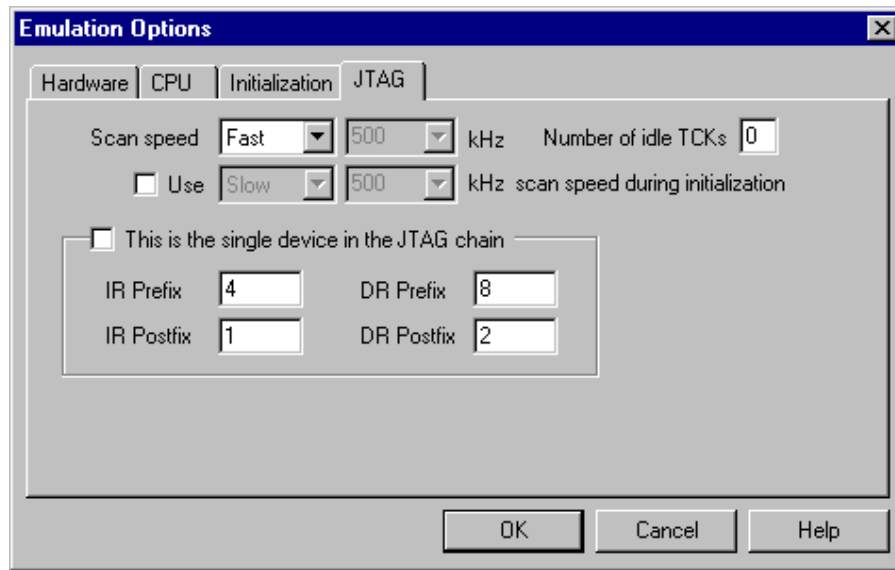 Emulation Options
Hardware CPU Initialization JTAG
Scan speed Fast 500 kHz Number of idle TCKs 0
Use Slow 500 kHz scan speed during initialization
This is the single device in the JTAG chain
IR Prefix 4 DR Prefix 8
IR Postfix 1 DR Postfix 2
OK Cancel Help